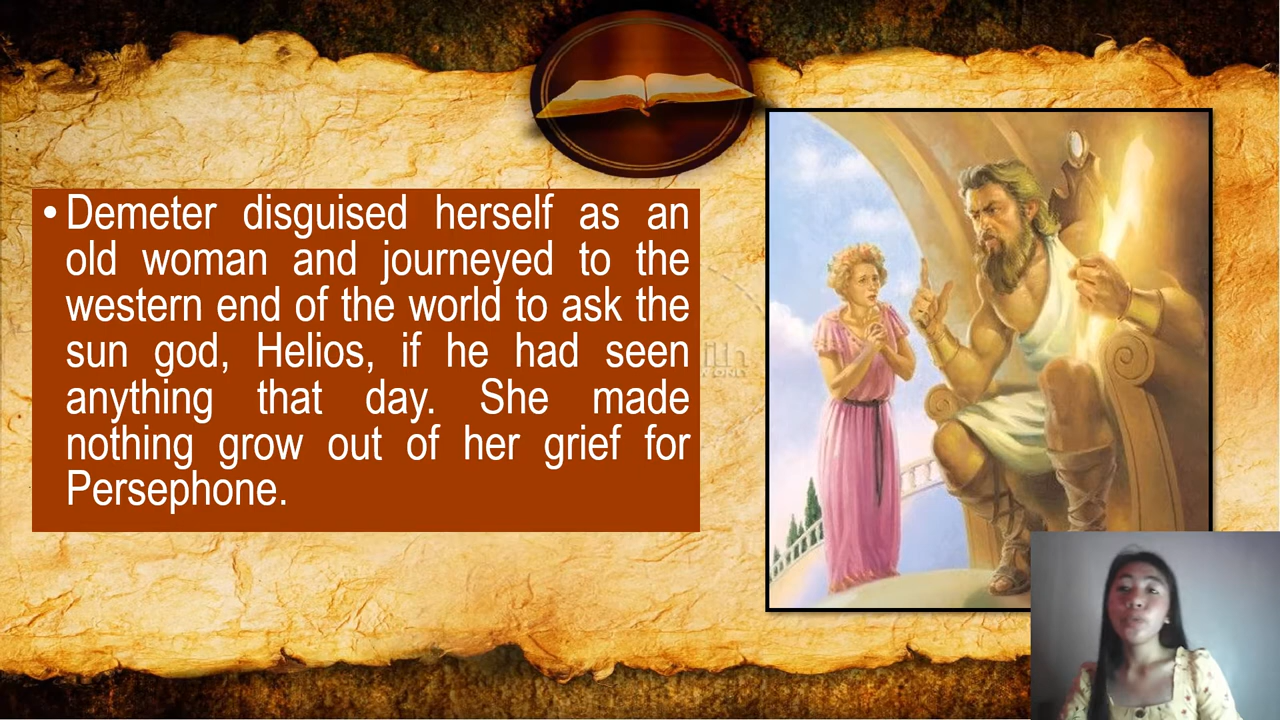 • Demeter disguised herself as an
old woman and journeyed to the
western end of the world to ask the
sun god, Helios, if he had seen
anything that day. She made
nothing grow out of her grief for
Persephone.